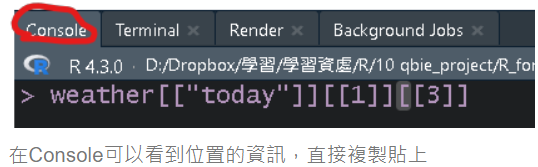 Console Terminal Render Background Jobs
R 4.3.0 · D:/Dropbox/學習/學習資處/R/10 qbie_project/R_for
> weather[["today"]][[1]][[3]]
在Console可以看到位置的資訊，直接複製貼上